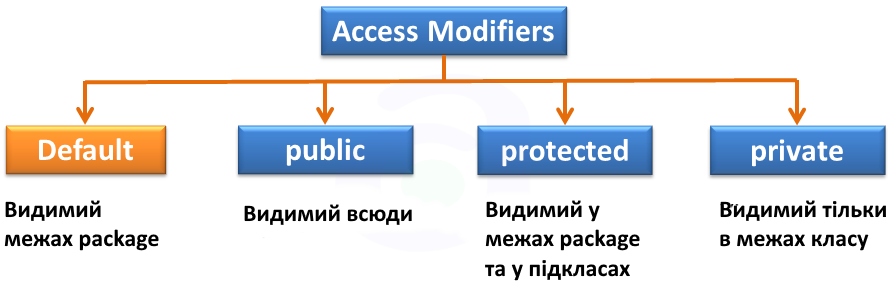 Access Modifiers
Default
public
protected
private
Видимий
межах package
Видимий всюди
Видимий у
межах package
та у підкласах
Видимий тільки
в межах класу